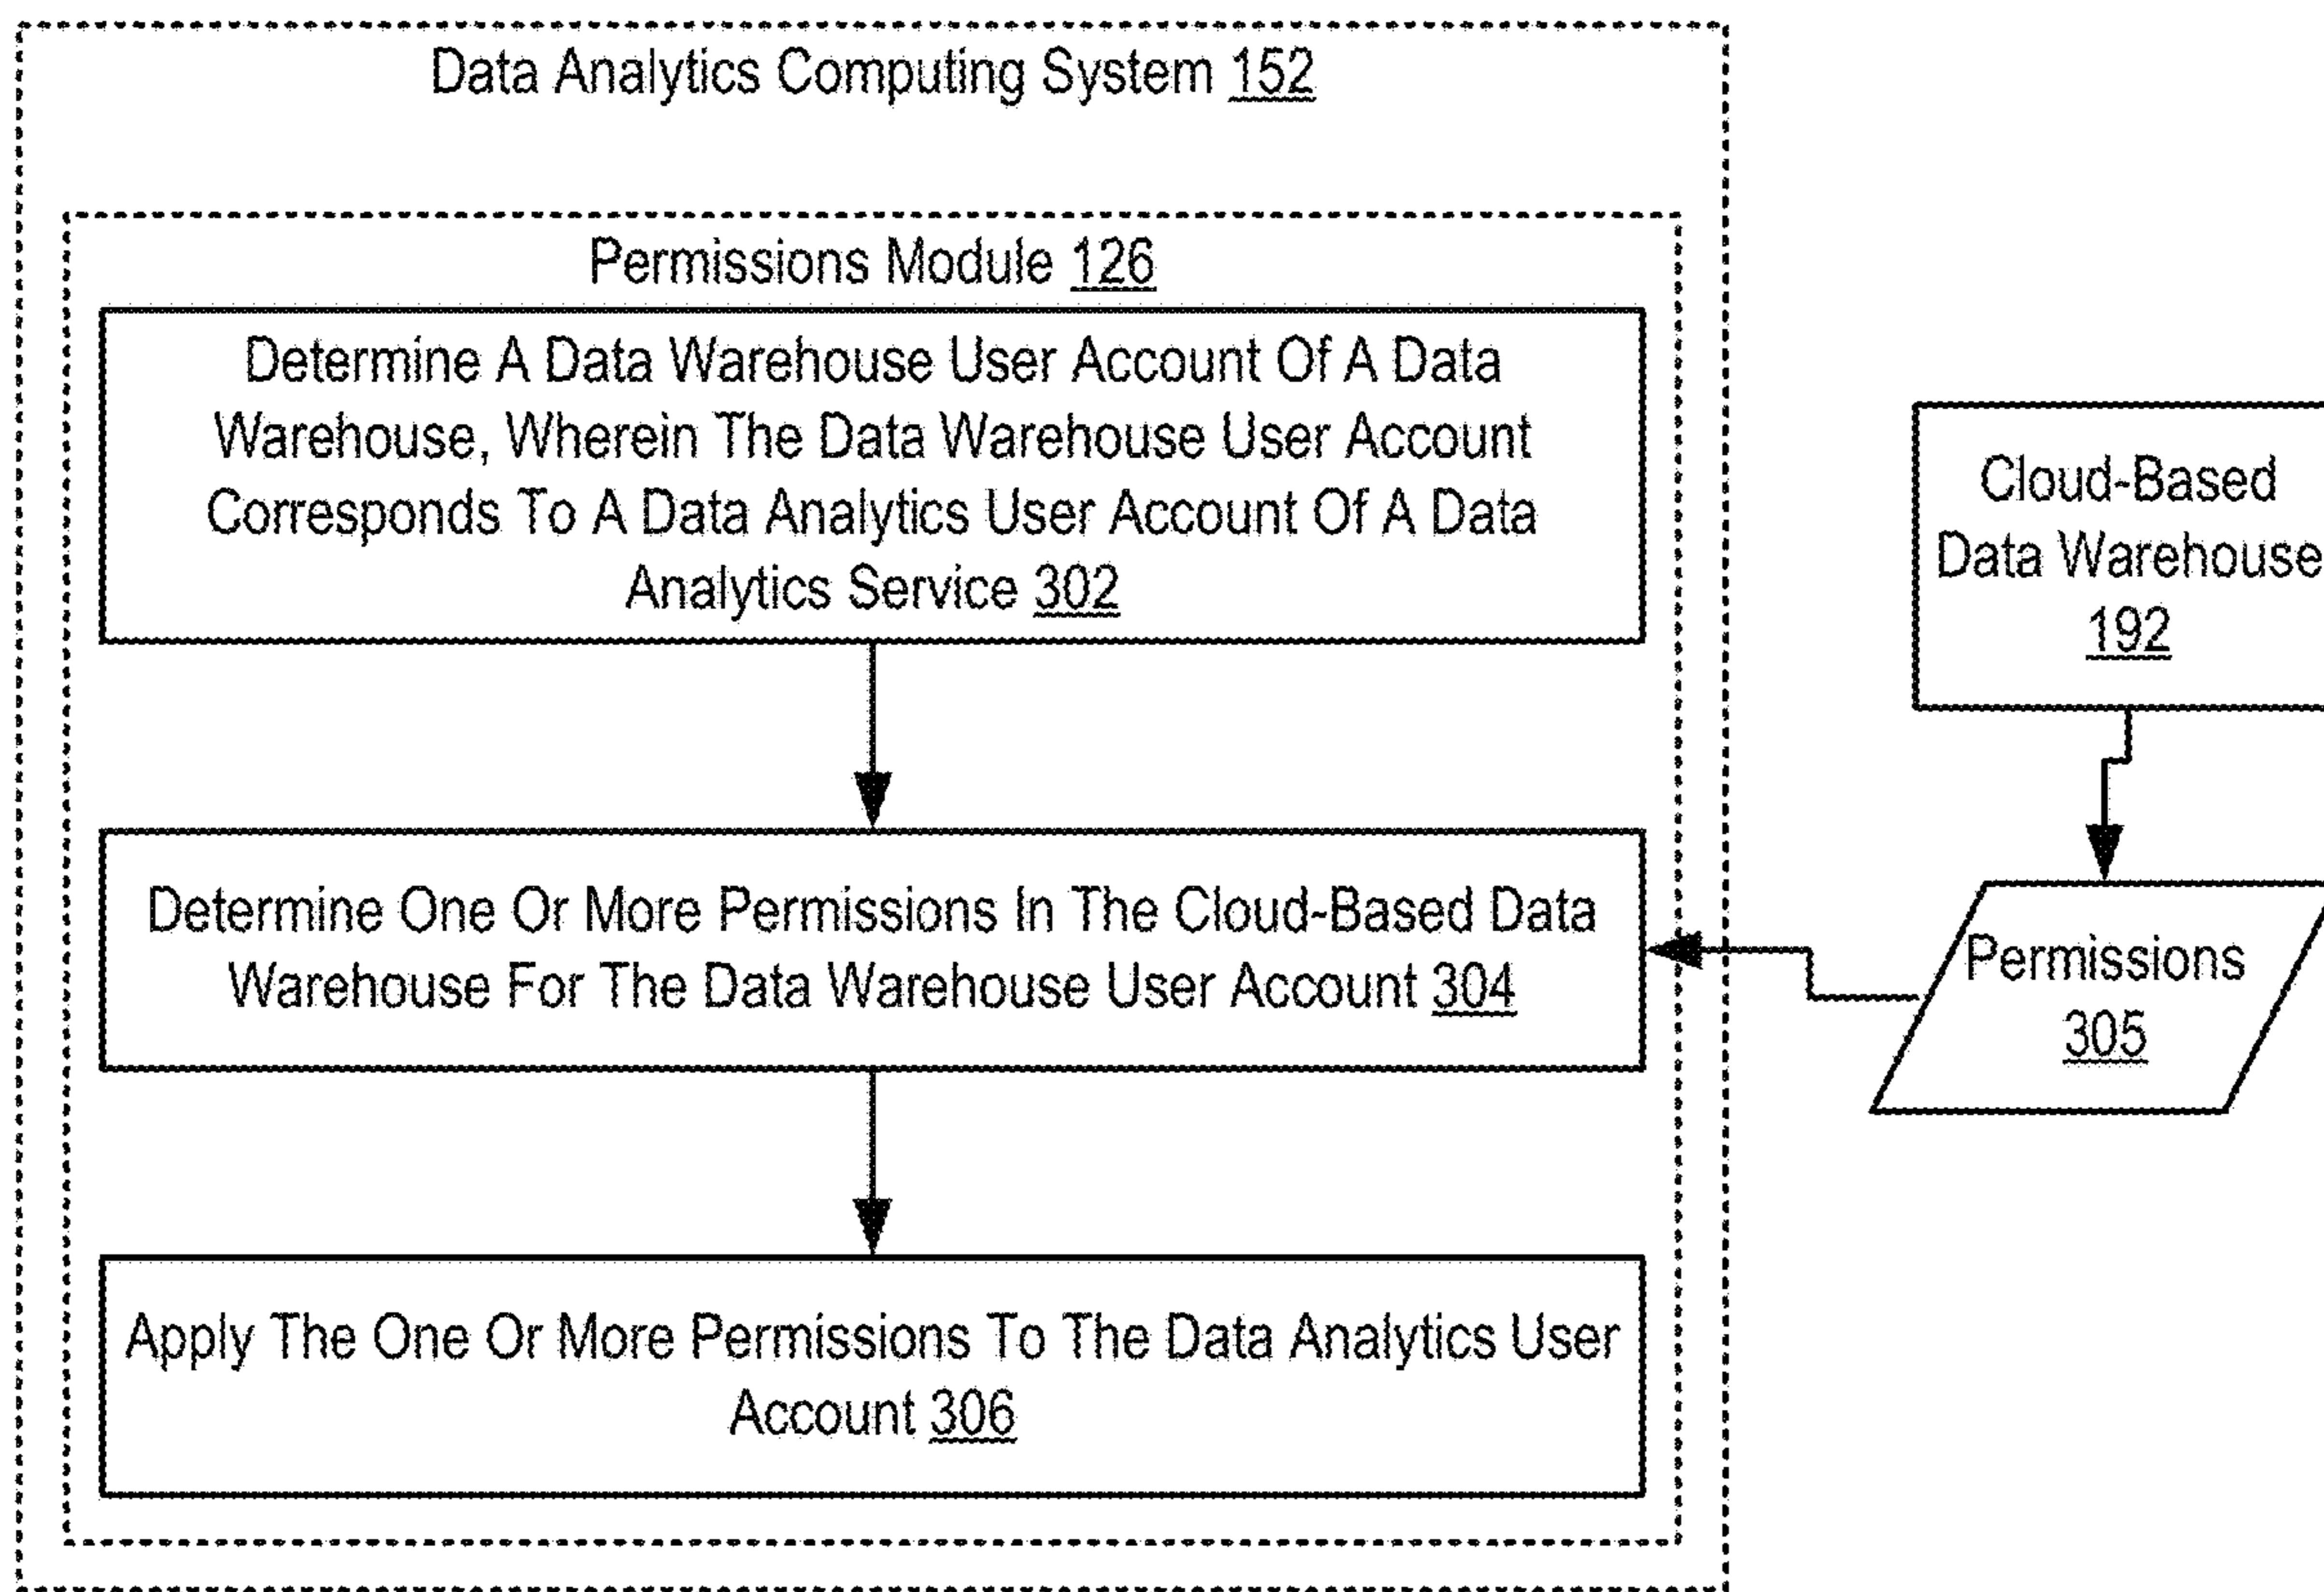 Data Analytics Computing System 152
Permissions Module 126
Determine A Data Warehouse User Account Of A Data
Warehouse, Wherein The Data Warehouse User Account
Corresponds To A Data Analytics User Account Of A Data
Analytics Service 302
Cloud-Based
Data Warehouse
192
Determine One Or More Permissions In The Cloud-Based Data
Warehouse For The Data Warehouse User Account 304
Permissions
305
Apply The One Or More Permissions To The Data Analytics User
Account 306